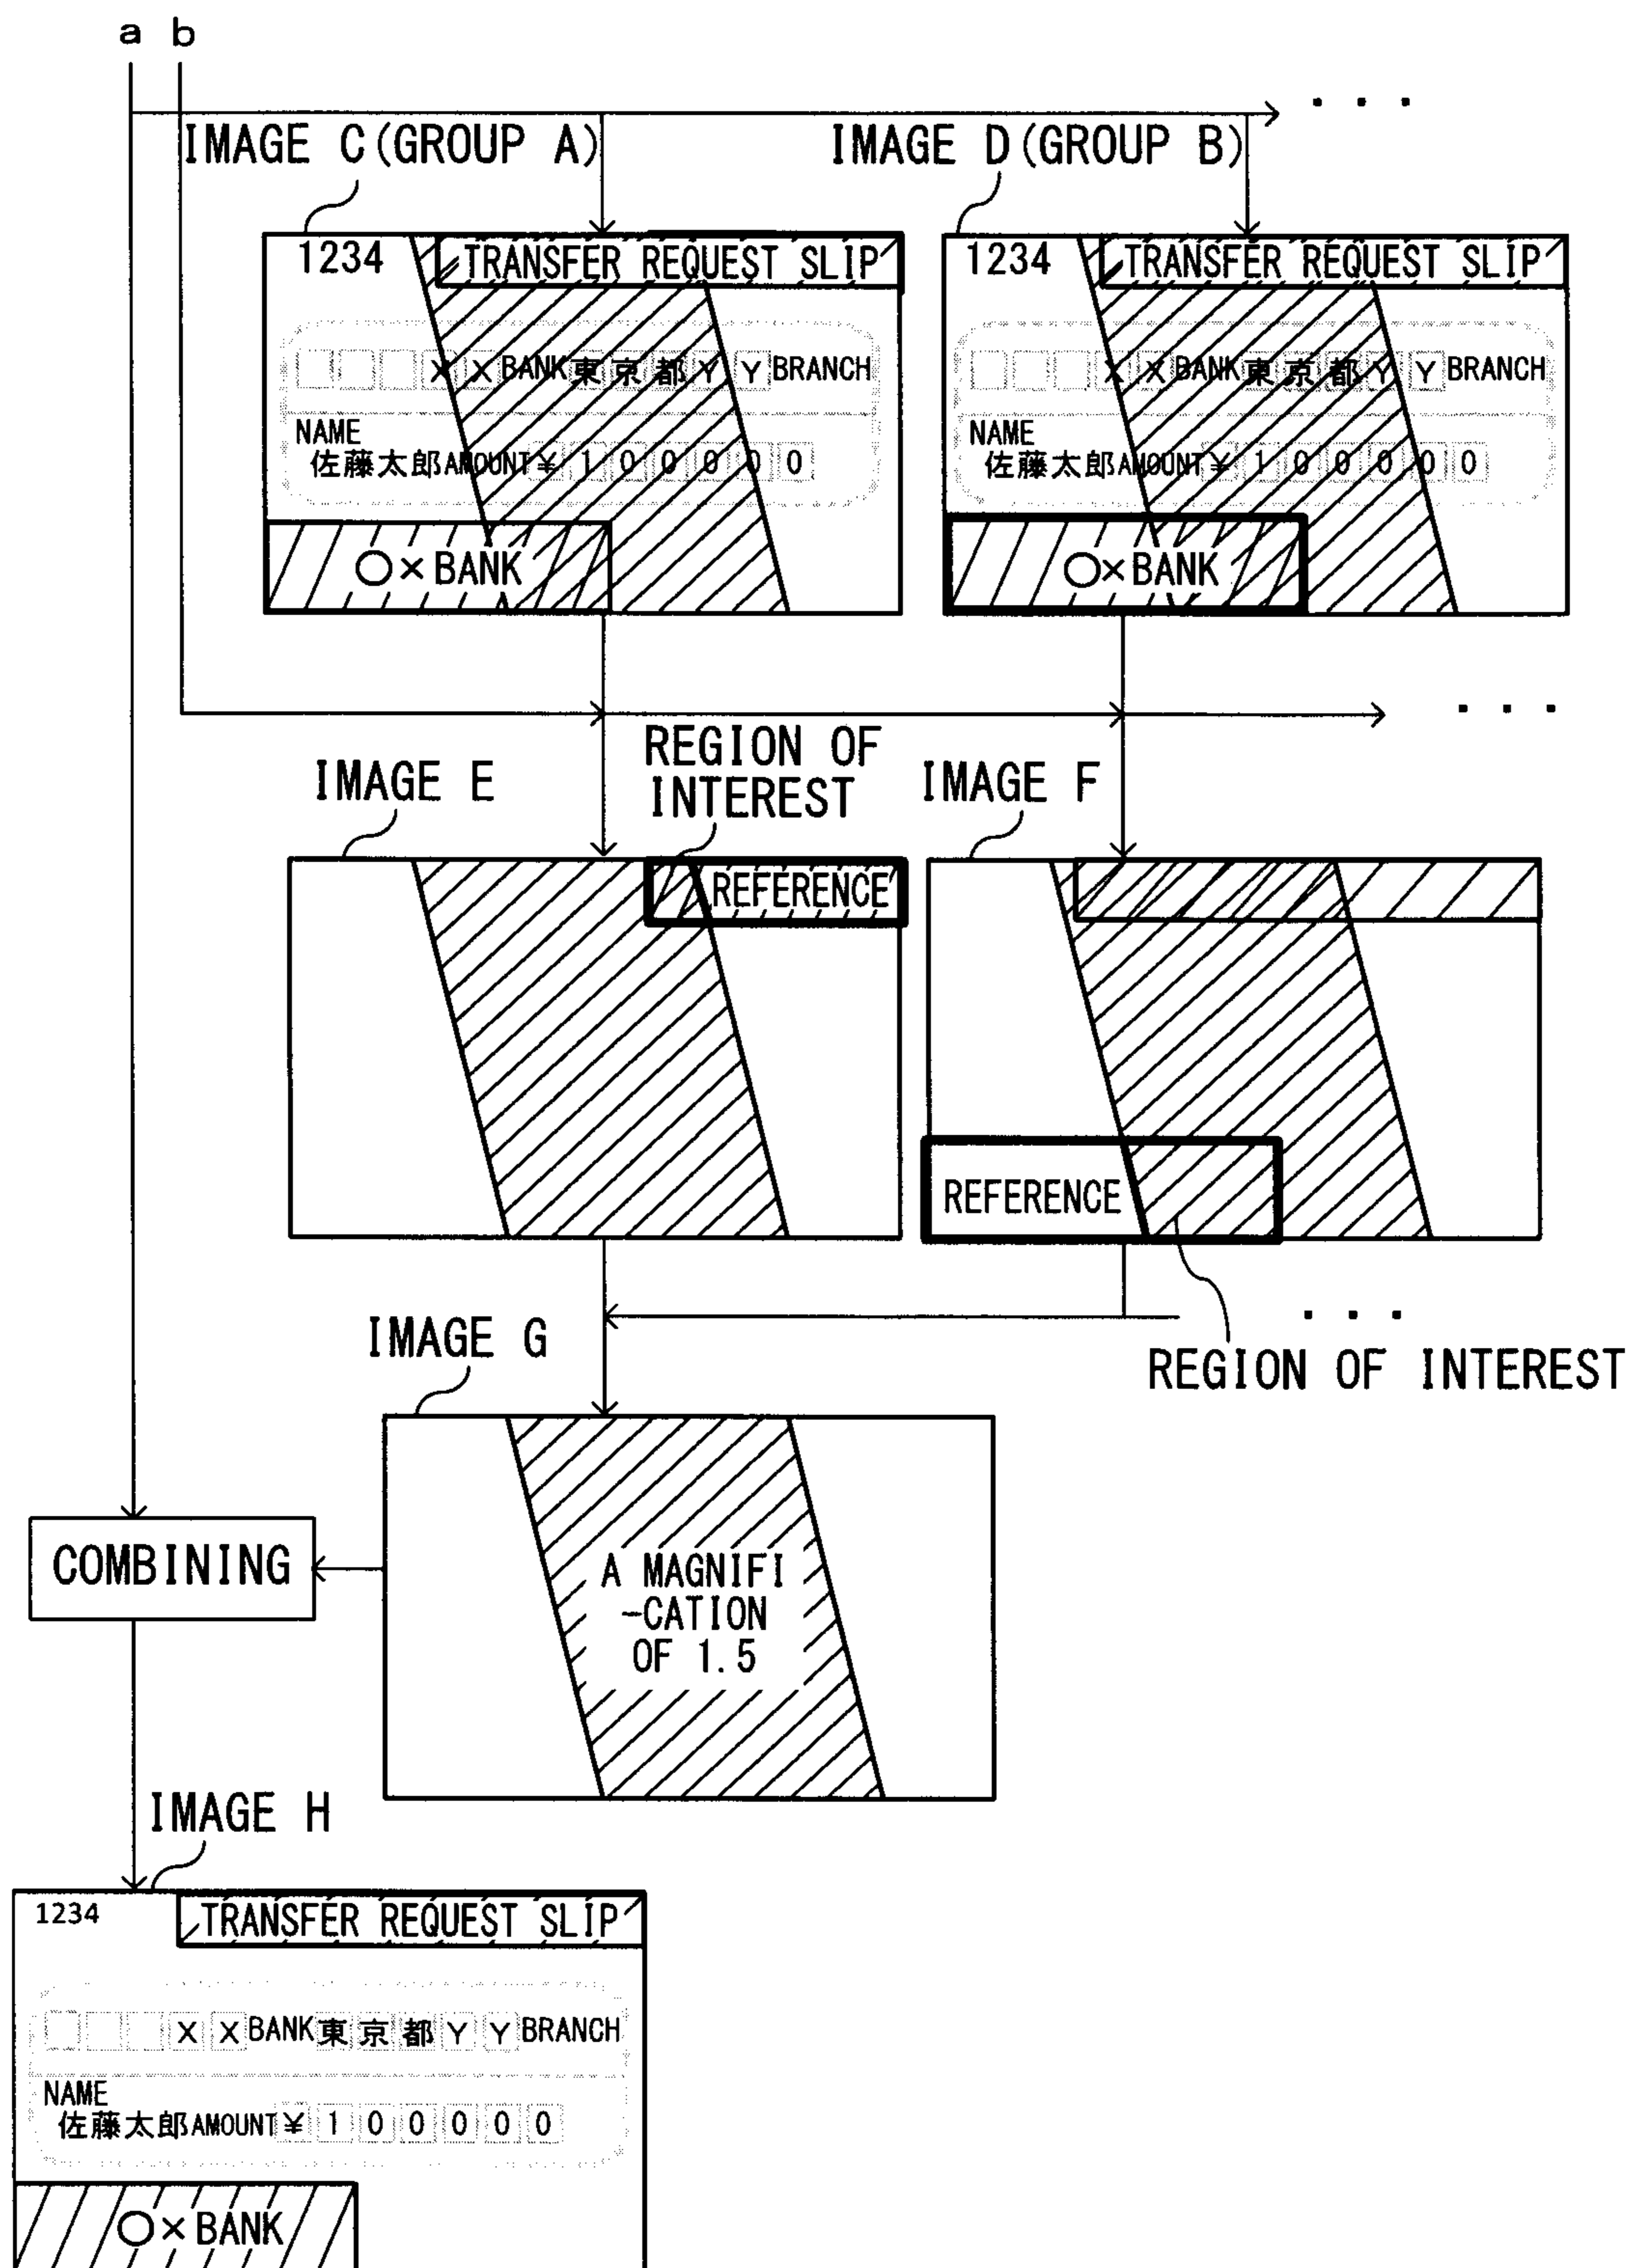 a b
. . .
IMAGE C(GROUP A)
IMAGE D(GROUP B)
1234
TRANSFER REQUEST SLIP
X X BANK 東京都 Y Y BRANCH
NAME
佐藤太郎 AMOUNT ¥ 1 0 0 0 0 0
○×BANK
1234
TRANSFER REQUEST SLIP
X X BANK 東京都 Y Y BRANCH
NAME
佐藤太郎 AMOUNT ¥ 1 0 0 0 0 0
○×BANK
. . .
IMAGE E
REGION OF
INTEREST
IMAGE F
REFERENCE
REFERENCE
. . .
REGION OF INTEREST
IMAGE G
COMBINING
A MAGNIFI
-CATION
OF 1.5
IMAGE H
1234
TRANSFER REQUEST SLIP
X X BANK 東京都 Y Y BRANCH
NAME
佐藤太郎 AMOUNT ¥ 1 0 0 0 0 0
○×BANK